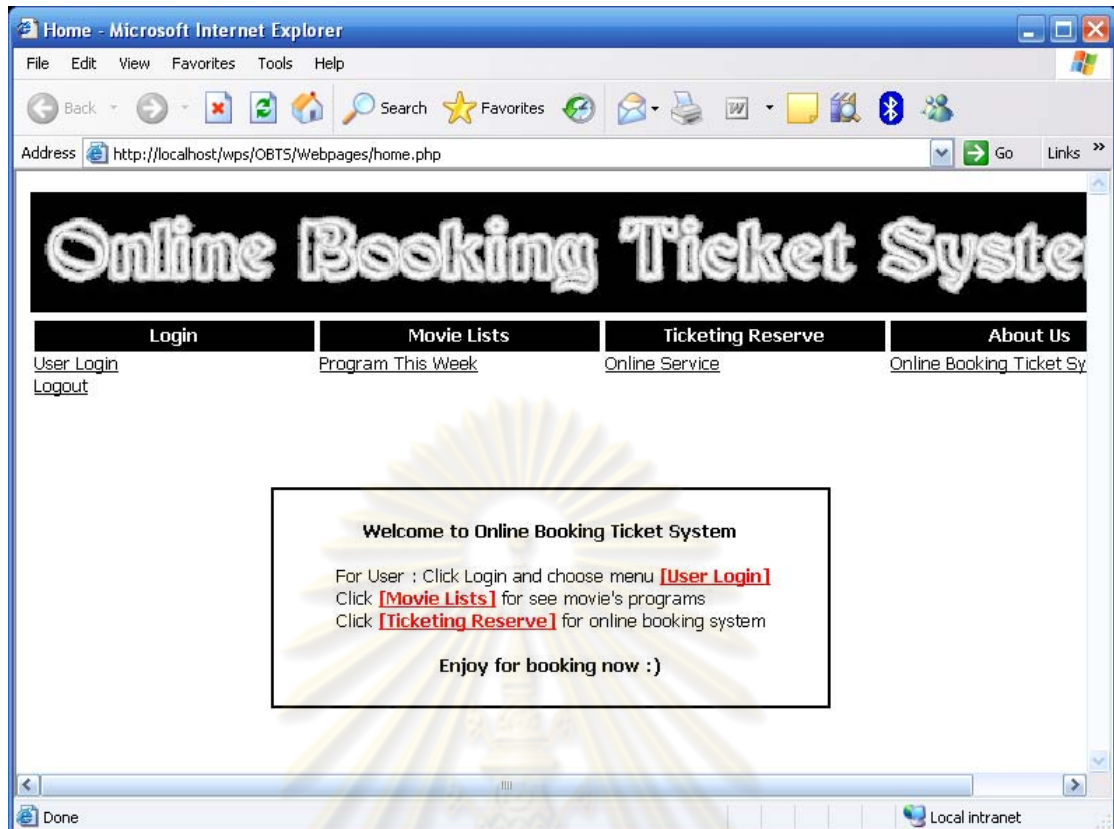 Home - Microsoft Internet Explorer
File Edit View Favorites Tools Help
Back Search Favorites
Address http://localhost/wps/OBTS/Webpages/home.php Go Links »
Online Booking Ticket Syste
Login Movie Lists Ticketing Reserve About Us
User Login Program This Week Online Service Online Booking Ticket Sy
Logout
Welcome to Online Booking Ticket System
For User : Click Login and choose menu [User Login]
Click [Movie Lists] for see movie's programs
Click [Ticketing Reserve] for online booking system
Enjoy for booking now :)
Done Local intranet